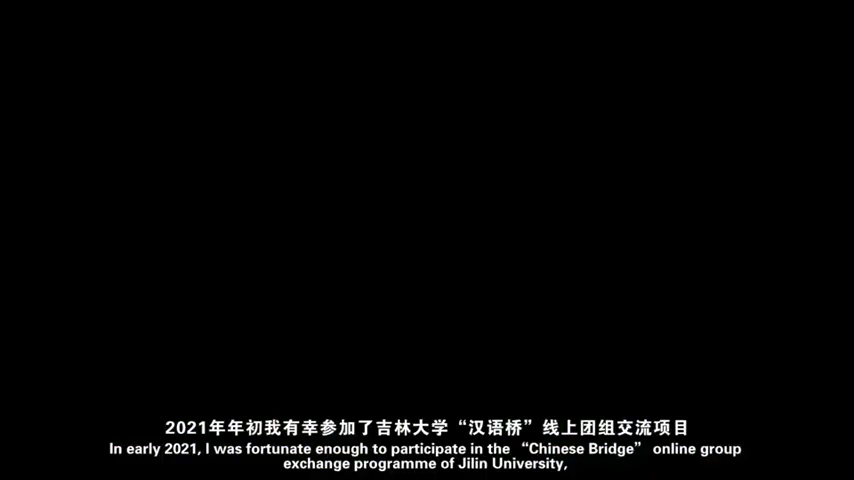 2021年年初我有幸参加了吉林大学“汉语桥”线上团组交流项目
In early 2021, I was fortunate enough to participate in the “Chinese Bridge” online group
exchange programme of Jilin University,